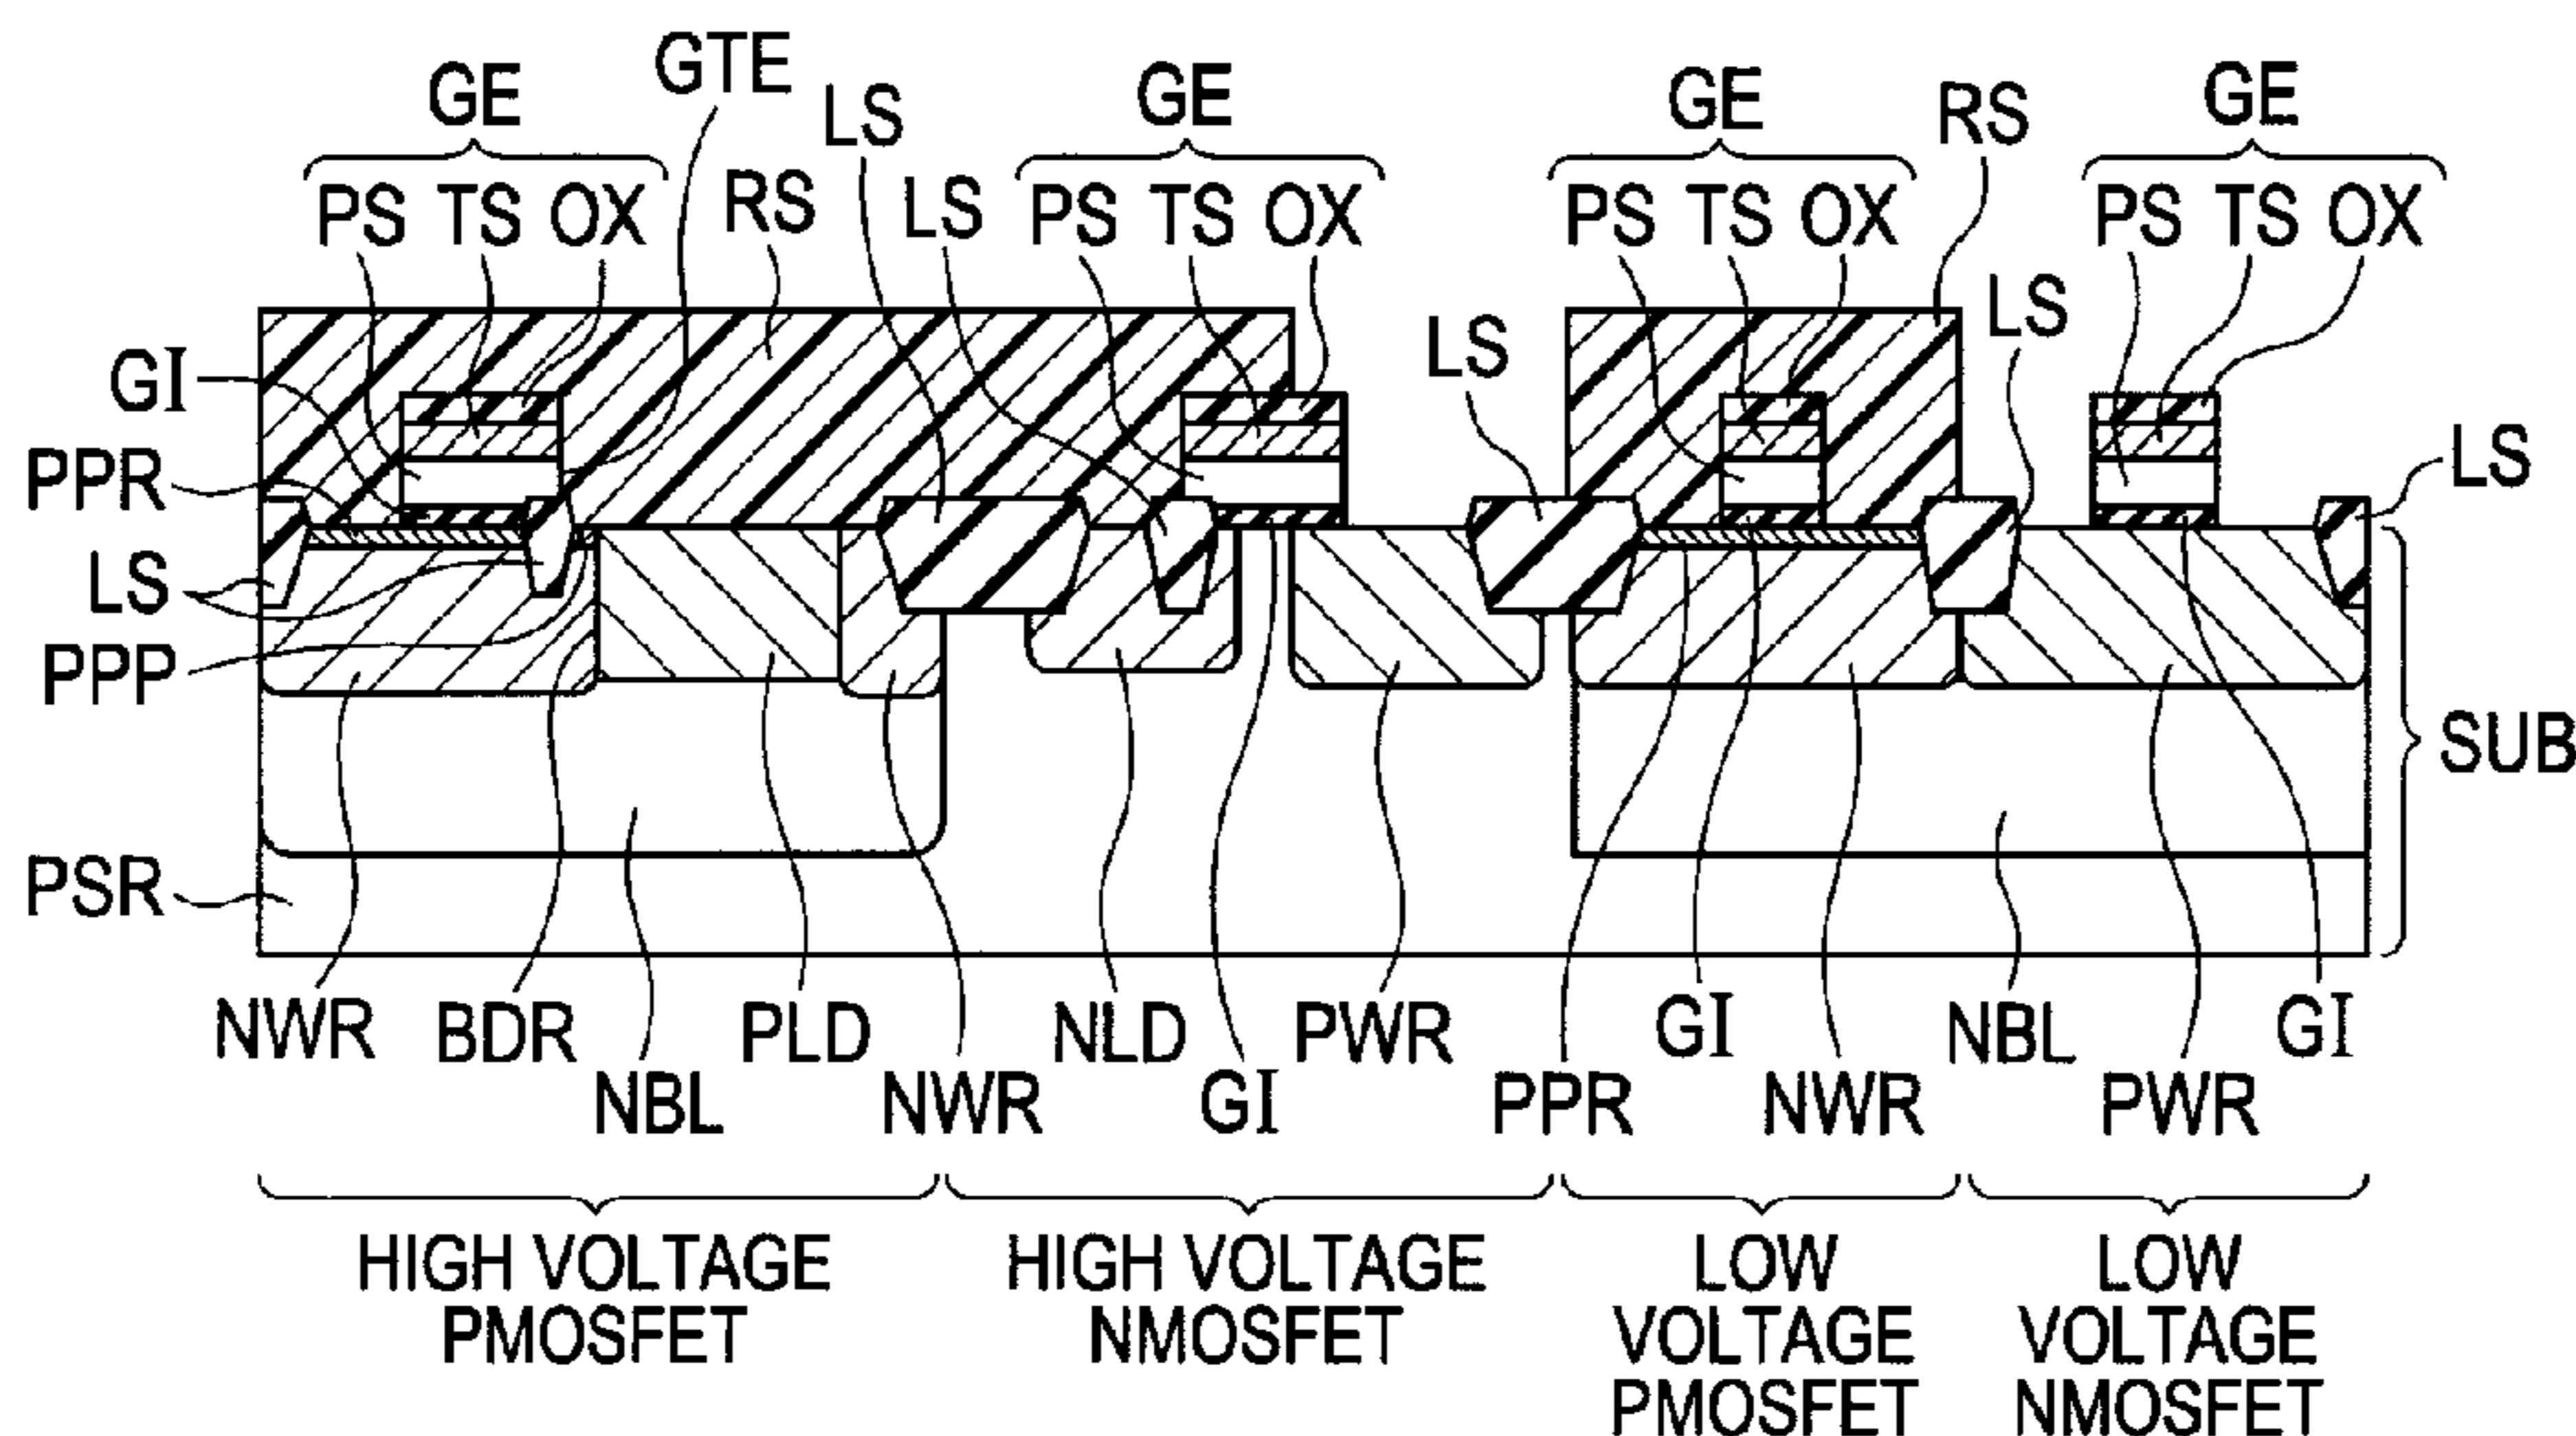 GE GTE LS GE GE RS GE
PS TS OX RS LS PS TS OX PS TS OX PS TS OX
LS LS
GI
PPR LS
LS
PPP
SUB
PSR
NWR BDR PLD NLD PWR GI NBL GI
NBL NWR GI PPR NWR PWR
HIGH VOLTAGE
PMOSFET
HIGH VOLTAGE
NMOSFET
LOW
VOLTAGE
PMOSFET
LOW
VOLTAGE
NMOSFET